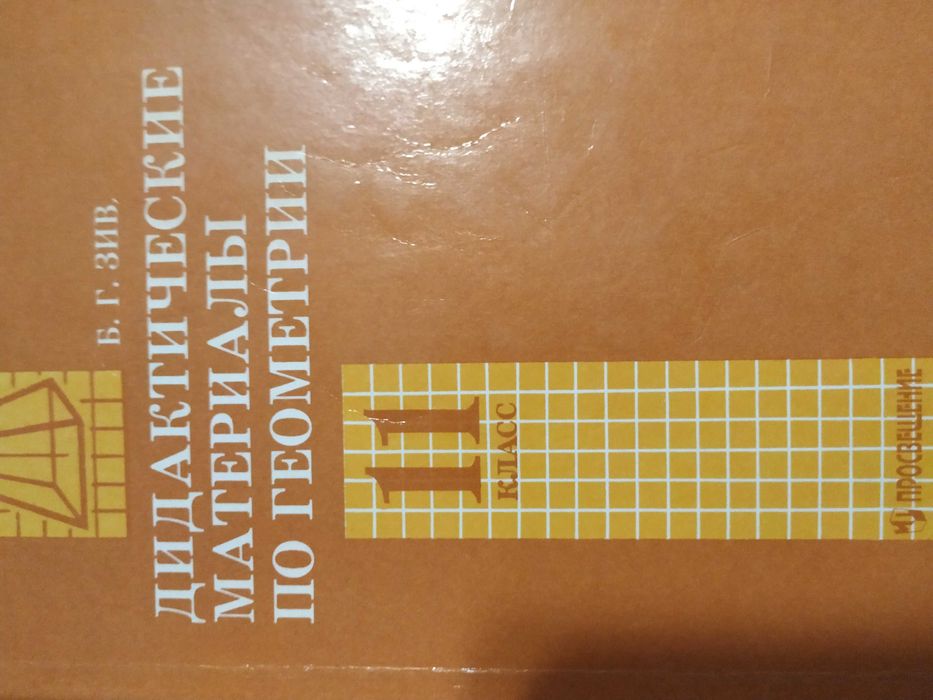 Б. Г. ЗИВ.
ДИДАКТИЧЕСКИЕ
МАТЕРИАЛЫ
ПО ГЕОМЕТРИИ
11
КЛАСС
ПРОСВЕЩЕНИЕ